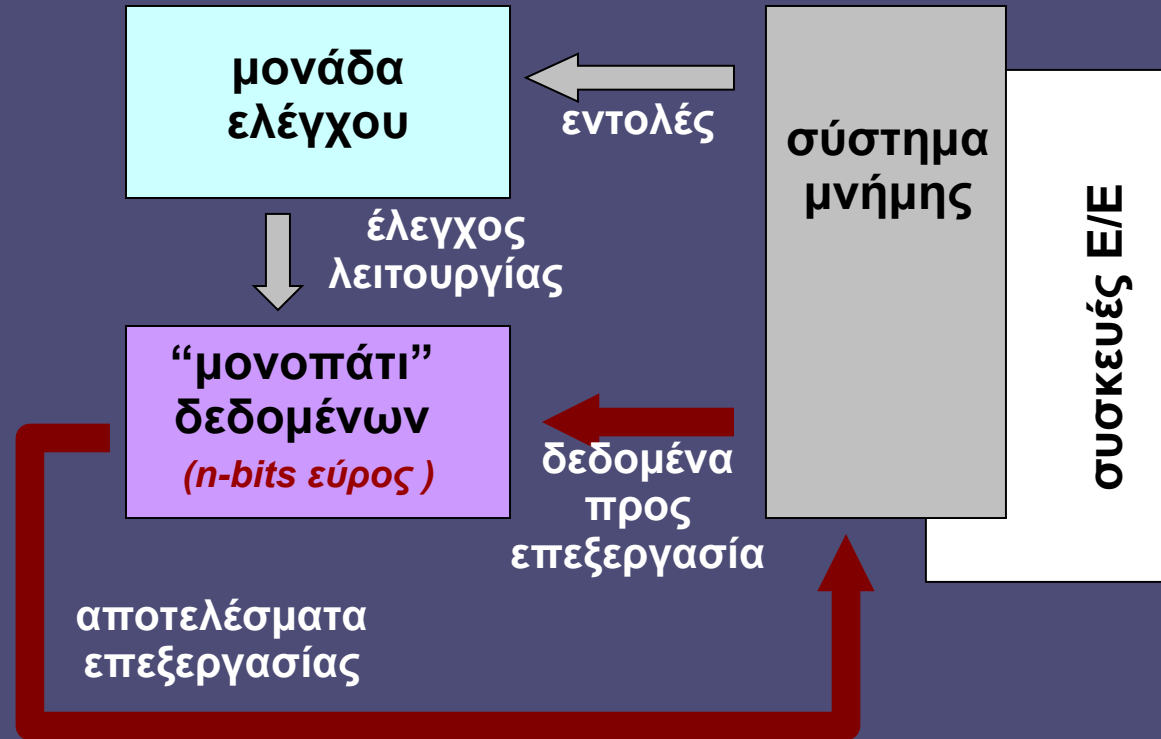 μονάδα
ελέγχου
εντολές
σύστημα
μνήμης
συσκευές Ε/Ε
έλεγχος
λειτουργίας
“μονοπάτι”
δεδομένων
(n-bits εύρος )
δεδομένα
προς
επεξεργασία
αποτελέσματα
επεξεργασίας